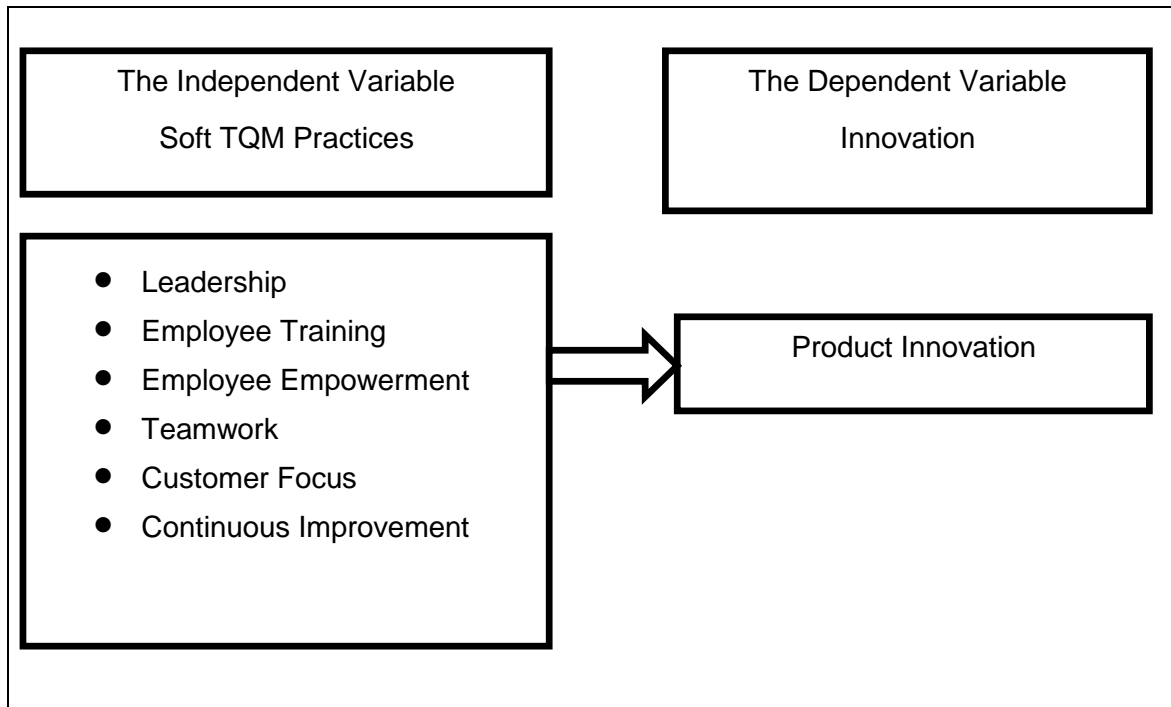 The Independent Variable
Soft TQM Practices
The Dependent Variable
Innovation
● Leadership
● Employee Training
● Employee Empowerment
● Teamwork
● Customer Focus
● Continuous Improvement
Product Innovation